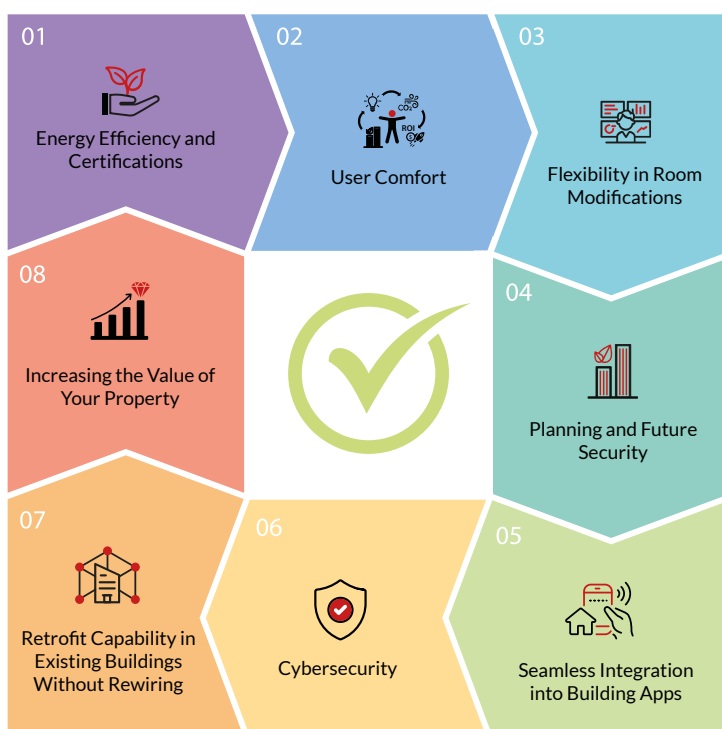 01
Energy Efficiency and
Certifications
02
CO₂
ROI
User Comfort
03
Flexibility in Room
Modifications
04
Planning and Future
Security
05
Seamless Integration
into Building Apps
06
Cybersecurity
07
Retrofit Capability in
Existing Buildings
Without Rewiring
08
Increasing the Value of
Your Property